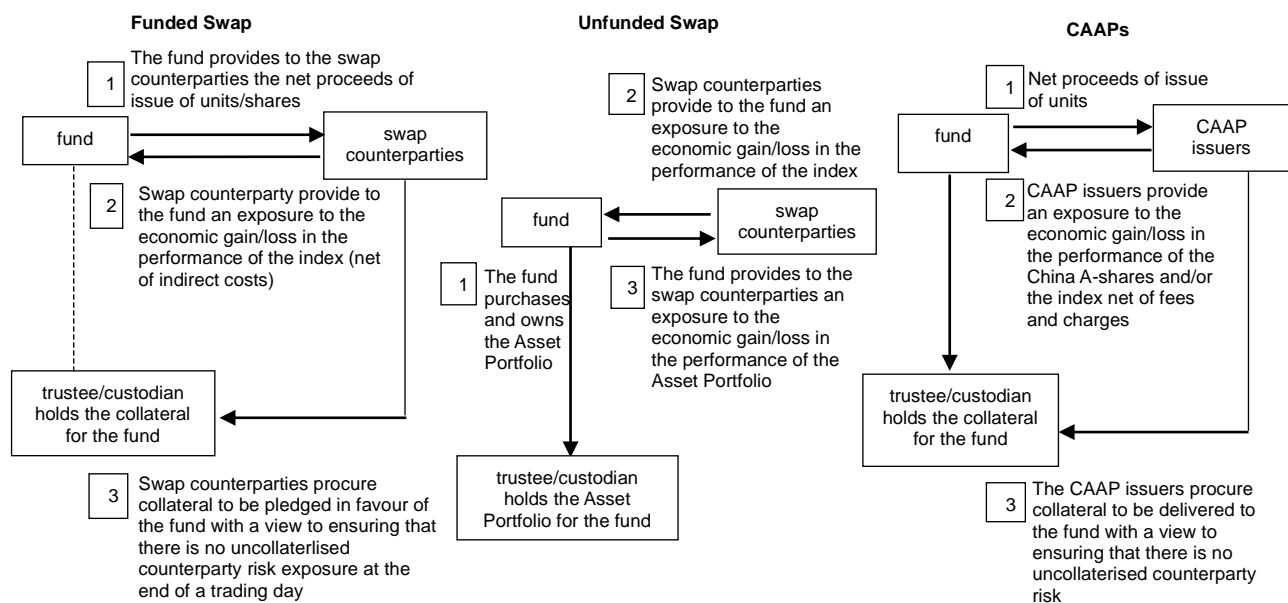 Funded Swap
1
The fund provides to the swap
counterparties the net proceeds of
issue of units/shares
fund
swap
counterparties
2
Swap counterparty provide to
the fund an exposure to the
economic gain/loss in the
performance of the index (net
of indirect costs)
trustee/custodian
holds the collateral
for the fund
3
Swap counterparties procure
collateral to be pledged in favour of
the fund with a view to ensuring that
there is no uncollaterlised
counterparty risk exposure at the
end of a trading day
Unfunded Swap
2
Swap counterparties
provide to the fund an
exposure to the
economic gain/loss in
the performance of the
index
fund
swap
counterparties
1
The fund
purchases
and owns
the Asset
Portfolio
3
The fund provides to the
swap counterparties an
exposure to the
economic gain/loss in
the performance of the
Asset Portfolio
trustee/custodian
holds the Asset
Portfolio for the fund
CAAPs
1
Net proceeds of issue
of units
fund
CAAP
issuers
2
CAAP issuers provide
an exposure to the
economic gain/loss in
the performance of the
China A-shares and/or
the index net of fees
and charges
trustee/custodian
holds the collateral
for the fund
3
The CAAP issuers procure
collateral to be delivered to
the fund with a view to
ensuring that there is no
uncollaterised counterparty
risk